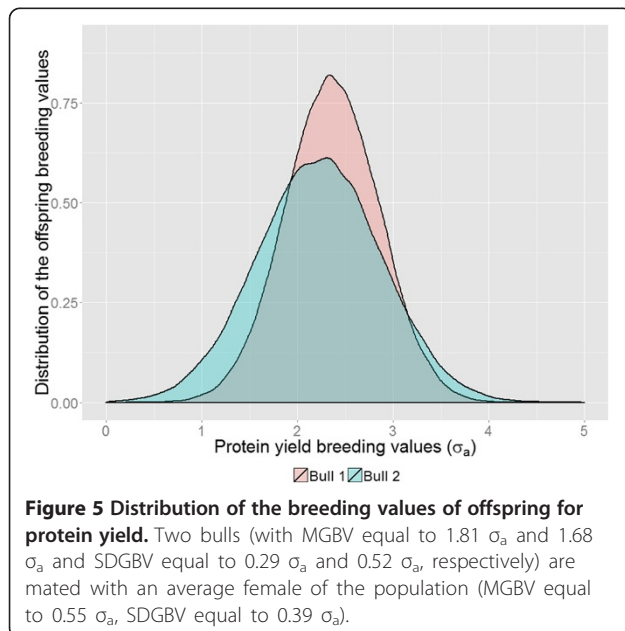 Distribution of the offspring breeding values
0.75
0.50
0.25
0.00
0 1 2 3 4 5
Protein yield breeding values (σₐ)
Bull 1 Bull 2
Figure 5 Distribution of the breeding values of offspring for
protein yield. Two bulls (with MGBV equal to 1.81 σₐ and 1.68
σₐ and SDGBV equal to 0.29 σₐ and 0.52 σₐ, respectively) are
mated with an average female of the population (MGBV equal
to 0.55 σₐ, SDGBV equal to 0.39 σₐ).